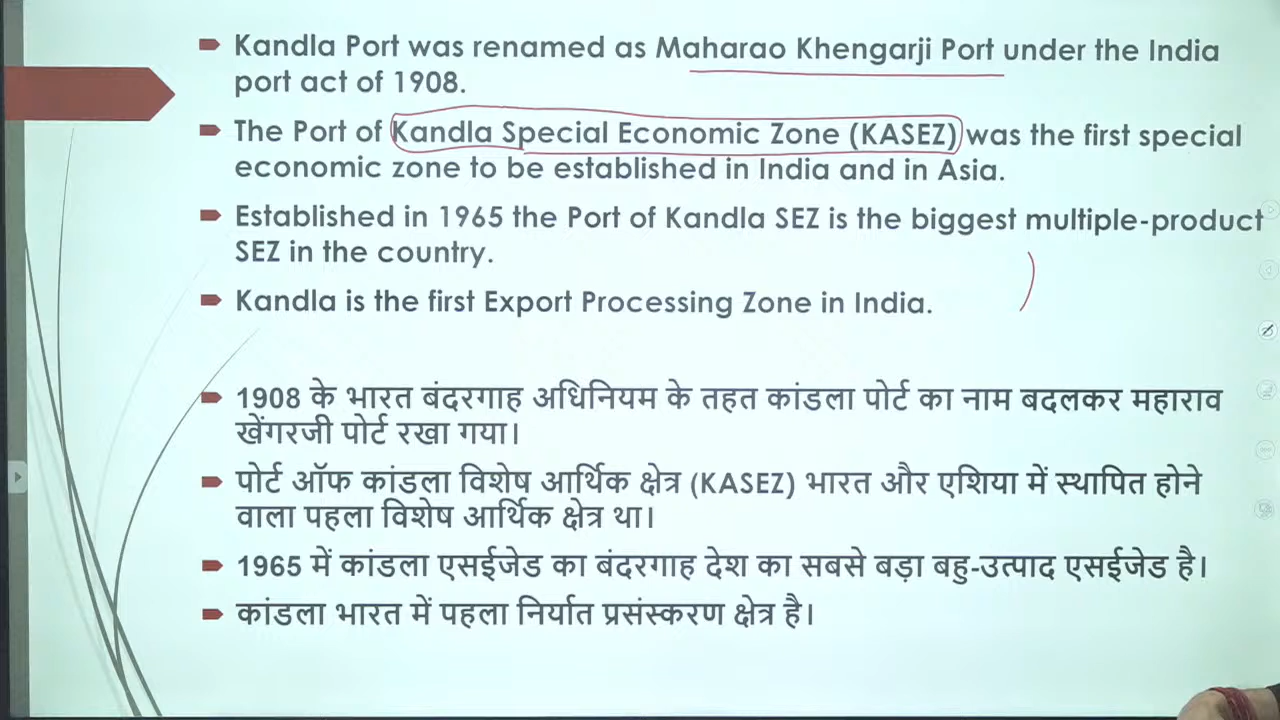 Kandla Port was renamed as Maharao Khengarji Port under the India
port act of 1908.
The Port of Kandla Special Economic Zone (KASEZ) was the first special
economic zone to be established in India and in Asia.
Established in 1965 the Port of Kandla SEZ is the biggest multiple-product
SEZ in the country.
Kandla is the first Export Processing Zone in India.
1908 के भारत बंदरगाह अधिनियम के तहत कांडला पोर्ट का नाम बदलकर महाराव
खेंगरजी पोर्ट रखा गया।
पोर्ट ऑफ कांडला विशेष आर्थिक क्षेत्र (KASEZ) भारत और एशिया में स्थापित होने
वाला पहला विशेष आर्थिक क्षेत्र था।
1965 में कांडला एसईजेड का बंदरगाह देश का सबसे बड़ा बहु-उत्पाद एसईजेड है।
कांडला भारत में पहला निर्यात प्रसंस्करण क्षेत्र है।